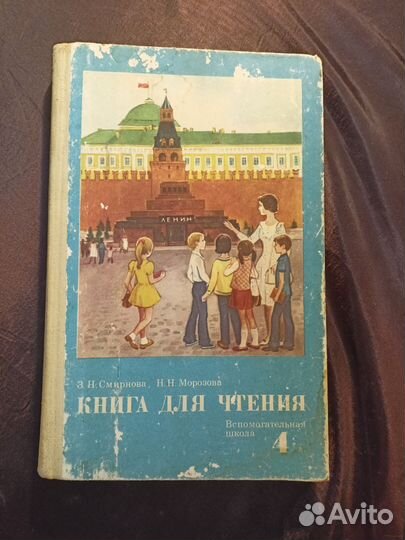 ЛЕНИН
З. Н. Смирнова, Н. Н. Морозова
КНИГА ДЛЯ ЧТЕНИЯ
Вспомогательная
школа 4
Avito